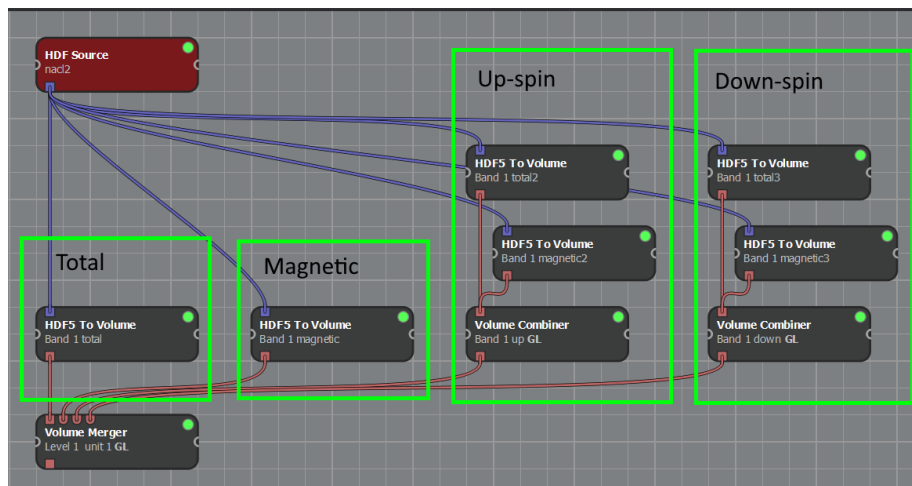 HDF Source
nacl2
Up-spin
Down-spin
HDF5 To Volume
Band 1 total2
HDF5 To Volume
Band 1 total3
HDF5 To Volume
Band 1 magnetic2
HDF5 To Volume
Band 1 magnetic3
Total
Magnetic
HDF5 To Volume
Band 1 total
HDF5 To Volume
Band 1 magnetic
Volume Combiner
Band 1 up GL
Volume Combiner
Band 1 down GL
Volume Merger
Level 1 unit 1 GL